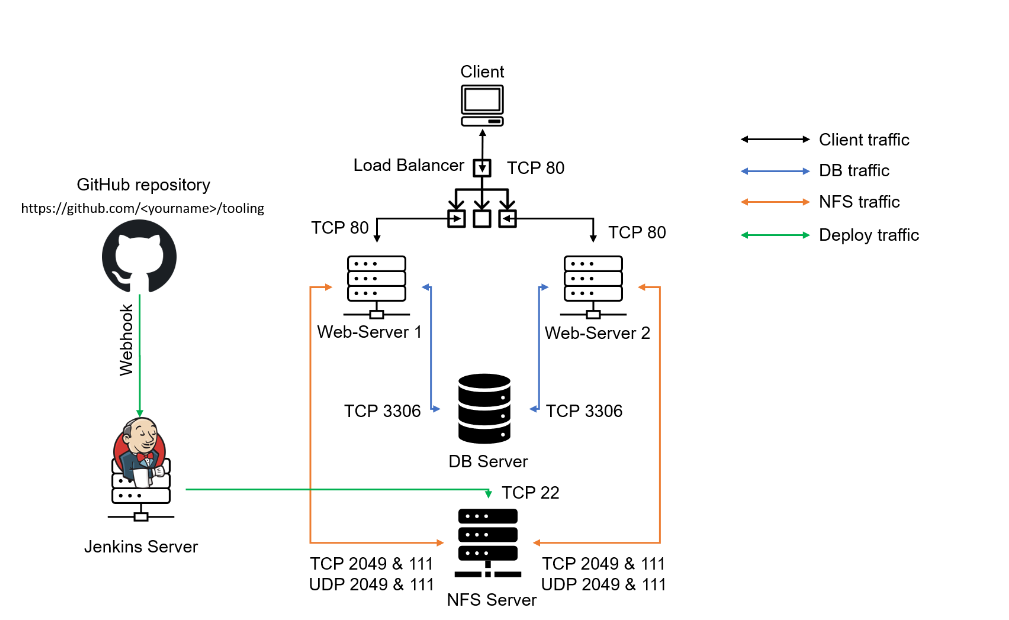 Client
Load Balancer
TCP 80
Client traffic
DB traffic
NFS traffic
Deploy traffic
GitHub repository
https://github.com/<yourname>/tooling
TCP 80
TCP 80
Webhook
Web-Server 1
Web-Server 2
TCP 3306
TCP 3306
DB Server
TCP 22
Jenkins Server
TCP 2049 & 111
UDP 2049 & 111
TCP 2049 & 111
UDP 2049 & 111
NFS Server